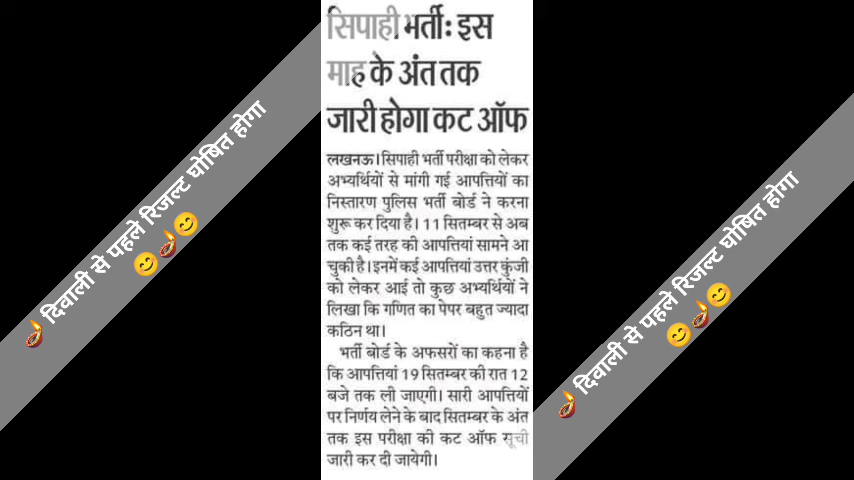 सिपाही भर्तीः इस
माह के अंत तक
जारी होगा कट ऑफ
लखनऊ। सिपाही भर्ती परीक्षा को लेकर
अभ्यर्थियों से मांगी गई आपत्तियों का
निस्तारण पुलिस भर्ती बोर्ड ने करना
शुरू कर दिया है। 11 सितम्बर से अब
तक कई तरह की आपत्तियां सामने आ
चुकी है। इनमें कई आपत्तियां उत्तर कुंजी
को लेकर आई तो कुछ अभ्यर्थियों ने
लिखा कि गणित का पेपर बहुत ज्यादा
कठिन था।
भर्ती बोर्ड के अफसरों का कहना है
कि आपत्तियां 19 सितम्बर की रात 12
बजे तक ली जाएगी। सारी आपत्तियों
पर निर्णय लेने के बाद सितम्बर के अंत
तक इस परीक्षा की कट ऑफ सूची
जारी कर दी जायेगी।
🪔 दिवाली से पहले रिजल्ट घोषित होगा
😊🪔😊
🪔 दिवाली से पहले रिजल्ट घोषित होगा
😊🪔😊